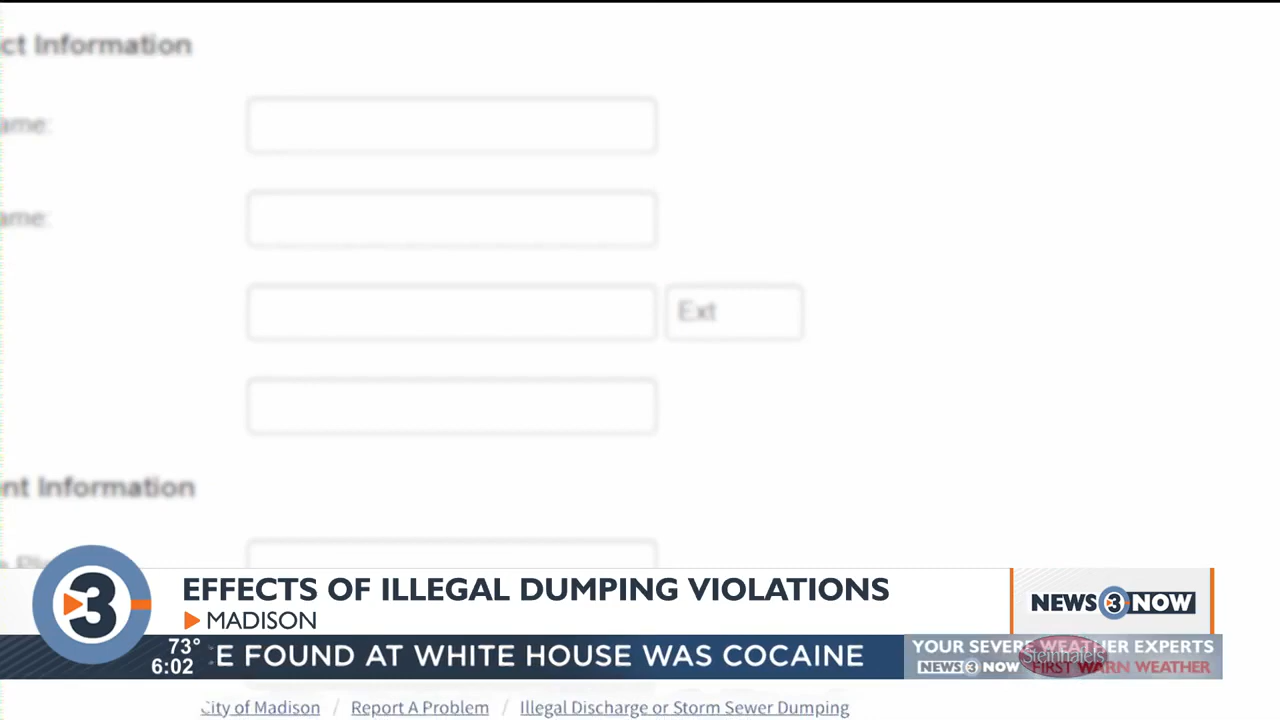 ct Information
ame:
ame:
Ext
nt Information
EFFECTS OF ILLEGAL DUMPING VIOLATIONS
MADISON
3
NEWS 3 NOW
73°
6:02
E FOUND AT WHITE HOUSE WAS COCAINE
YOUR SEVERE WEATHER EXPERTS
NEWS 3 NOW
Steinhafels
FIRST WARN WEATHER
City of Madison / Report A Problem / Illegal Discharge or Storm Sewer Dumping